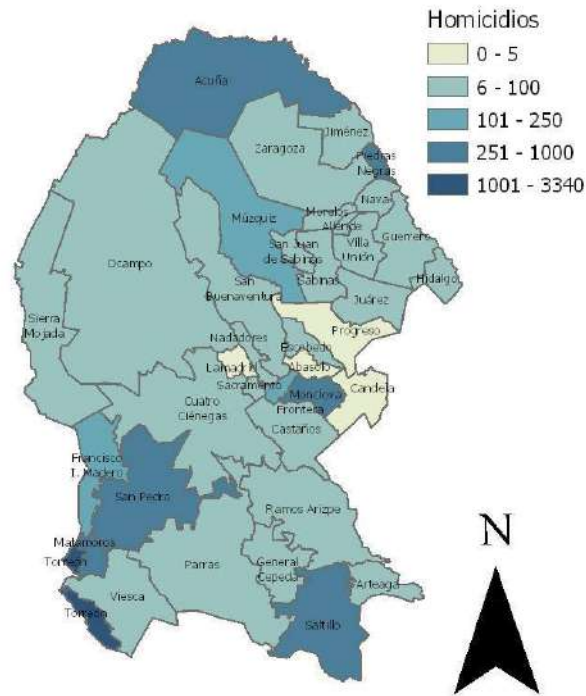 Homicidios
0 - 5
6 - 100
101 - 250
251 - 1000
1001 - 3340
Acuña
Jiménez
Zaragoza
Piedras
Negras
Nava
Morelos
Allende
Múzquiz
Guerrero
San Juan
de Sabinas
Villa
Unión
Ocampo
Sabinas
Hidalgo
San
Buenaventura
Juárez
Sierra
Mojada
Progreso
Nadadores
Escobedo
Lamadrid
Abasolo
Sacramento
Candela
Monclova
Cuatro
Ciénegas
Frontera
Castaños
Francisco
I. Madero
San Pedro
Ramos Arizpe
Matamoros
Torreón
General
Cepeda
Parras
Arteaga
Viesca
Torreón
Saltillo
N